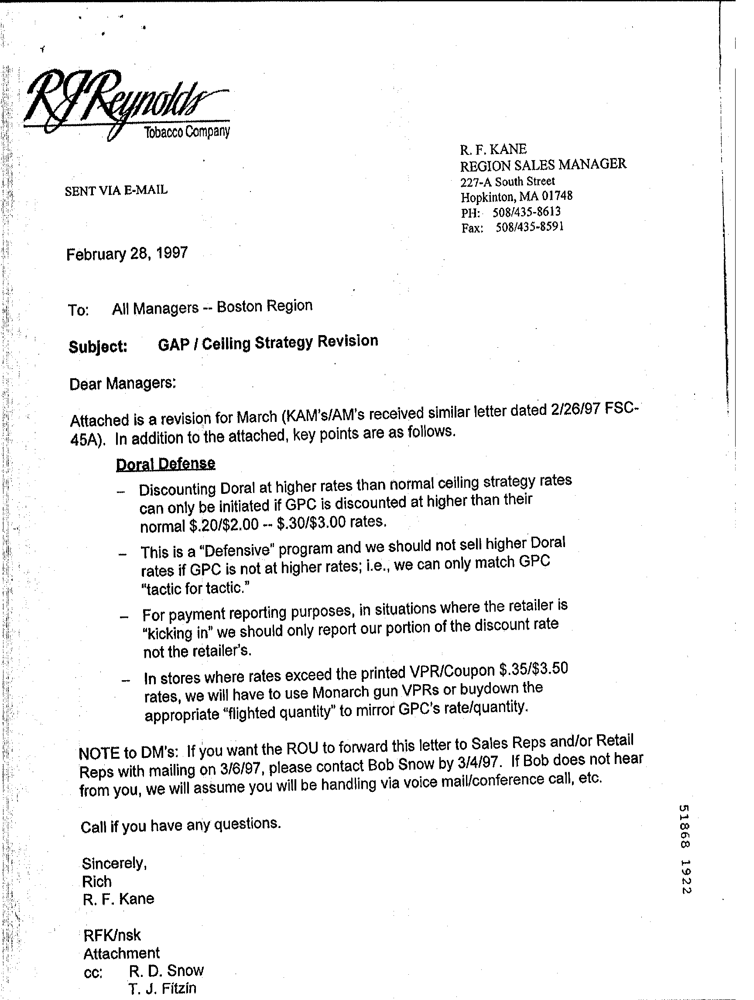 RJReynolds
Tobacco Company
R. F. KANE
REGION SALES MANAGER
227-A South Street
Hopkinton, MA 01748
PH: 508/435-8613
Fax: 508/435-8591
SENT VIA E-MAIL
February 28, 1997
To: All Managers -- Boston Region
Subject: GAP / Ceiling Strategy Revision
Dear Managers:
Attached is a revision for March (KAM's/AM's received similar letter dated 2/26/97 FSC-
45A). In addition to the attached, key points are as follows.
Doral Defense
– Discounting Doral at higher rates than normal ceiling strategy rates
can only be initiated if GPC is discounted at higher than their
normal $.20/$2.00 -- $.30/$3.00 rates.
– This is a "Defensive" program and we should not sell higher Doral
rates if GPC is not at higher rates; i.e., we can only match GPC
"tactic for tactic."
– For payment reporting purposes, in situations where the retailer is
"kicking in" we should only report our portion of the discount rate
not the retailer's.
– In stores where rates exceed the printed VPR/Coupon $.35/$3.50
rates, we will have to use Monarch gun VPRs or buydown the
appropriate "flighted quantity" to mirror GPC's rate/quantity.
NOTE to DM's: If you want the ROU to forward this letter to Sales Reps and/or Retail
Reps with mailing on 3/6/97, please contact Bob Snow by 3/4/97. If Bob does not hear
from you, we will assume you will be handling via voice mail/conference call, etc.
Call if you have any questions.
Sincerely,
Rich
R. F. Kane
RFK/nsk
Attachment
cc: R. D. Snow
T. J. Fitzin
51868 1922